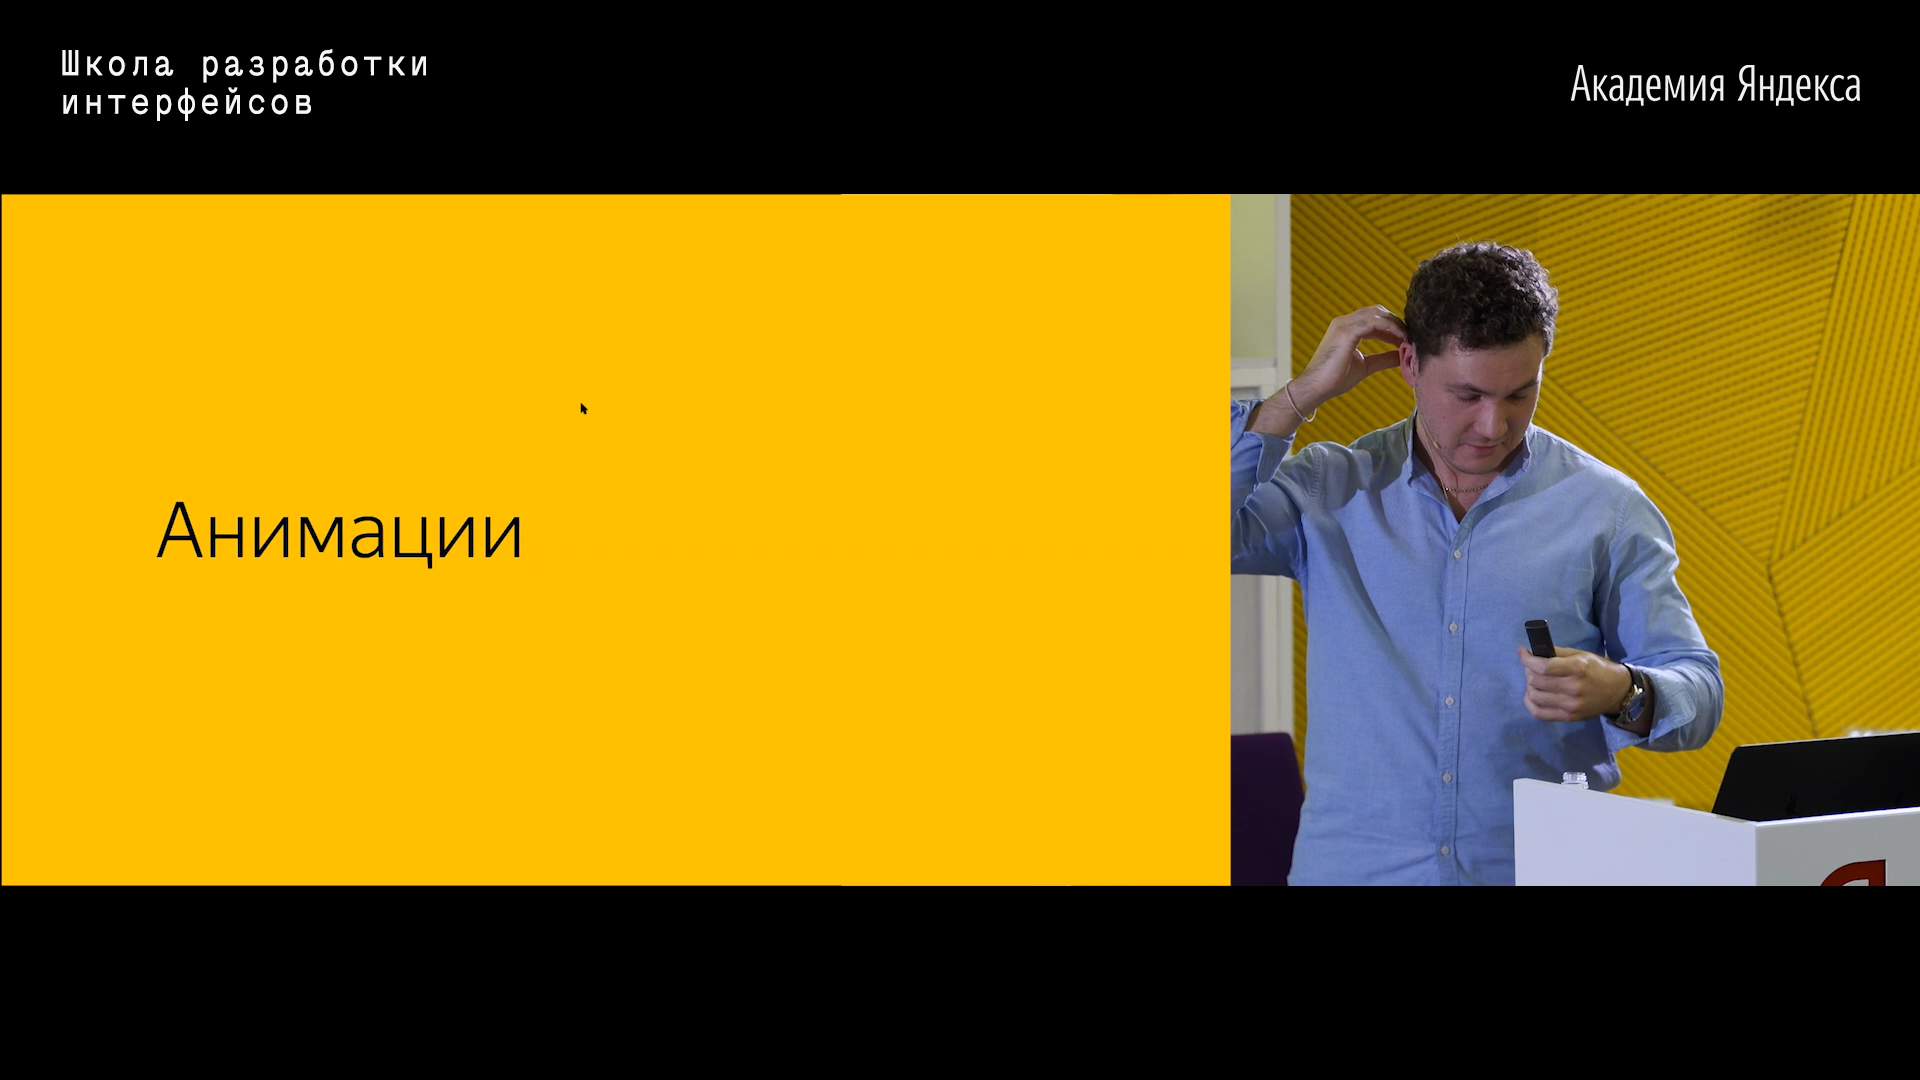 Школа разработки
интерфейсов
Академия Яндекса
Анимации